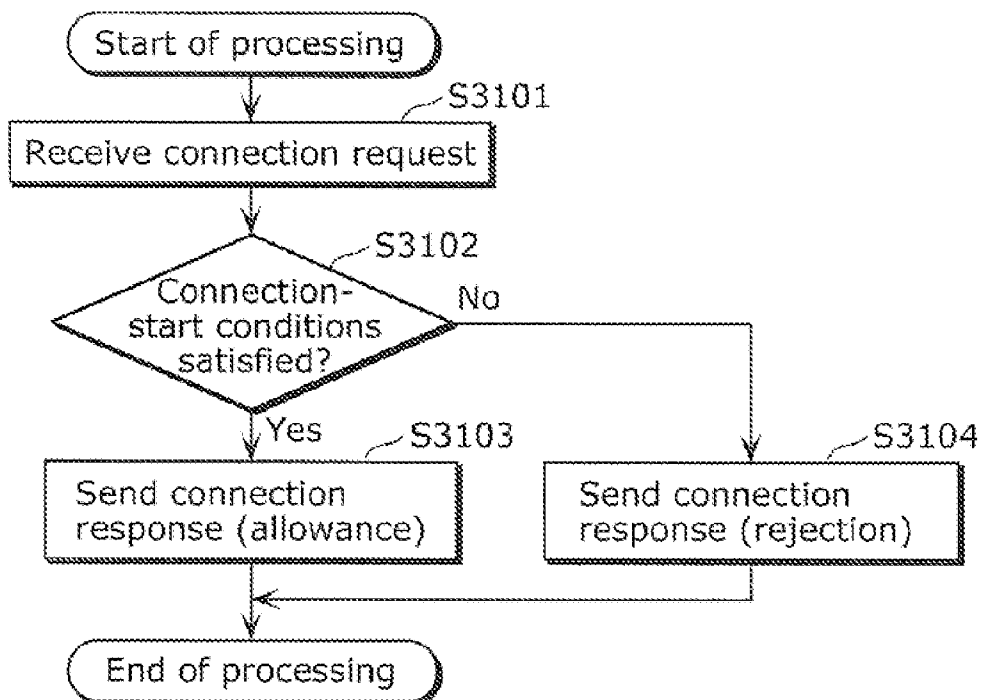 Start of processing
S3101
Receive connection request
S3102
Connection-
start conditions
satisfied?
No
Yes
S3103
Send connection
response (allowance)
S3104
Send connection
response (rejection)
End of processing